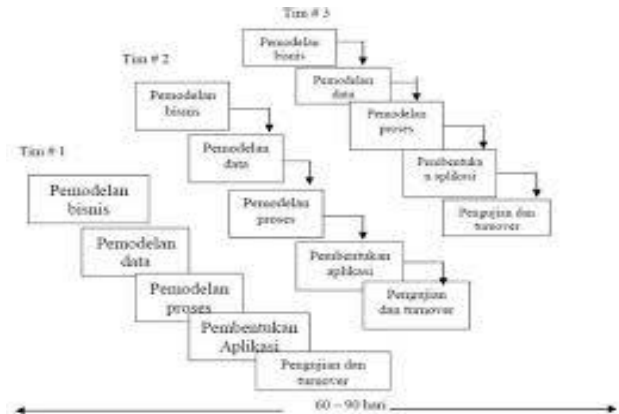 Tim # 3
Pemodelan
bisnis
Pemodelan
data
Pemodelan
proses
Pembentuka
n aplikasi
Pengujian dan
turnover
Tim # 2
Pemodelan
bisnis
Pemodelan
data
Pemodelan
proses
Pembentukan
aplikasi
Pengujian
dan turnover
Tim # 1
Pemodelan
bisnis
Pemodelan
data
Pemodelan
proses
Pembentukan
Aplikasi
Pengujian dan
turnover
60 – 90 hari